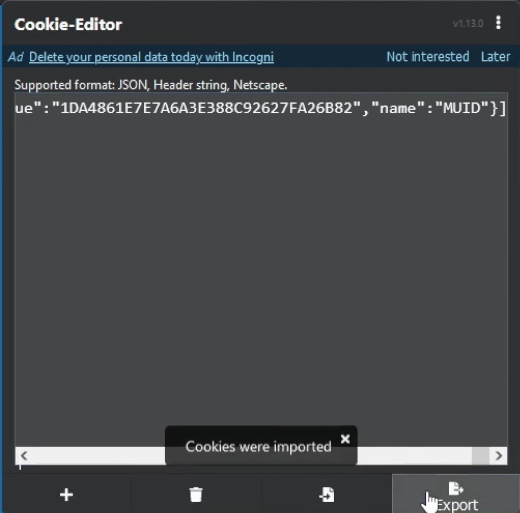 Cookie-Editor
v1.13.0
Ad Delete your personal data today with Incogni Not interested Later
Supported format: JSON, Header string, Netscape.
ue":"1DA4861E7E7A6A3E388C92627FA26B82","name":"MUID"}]
Cookies were imported
Export